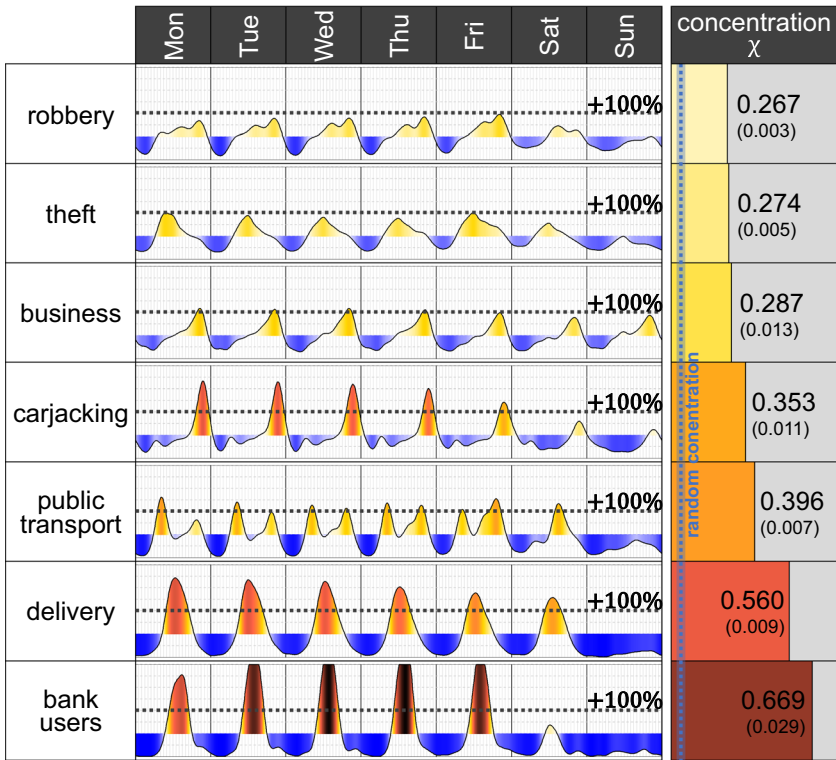 Mon Tue Wed Thu Fri Sat Sun
concentration
χ
robbery
+100%
0.267
(0.003)
theft
+100%
0.274
(0.005)
business
+100%
0.287
(0.013)
carjacking
+100%
0.353
(0.011)
public
transport
+100%
0.396
(0.007)
delivery
+100%
0.560
(0.009)
bank
users
+100%
0.669
(0.029)
random conentration